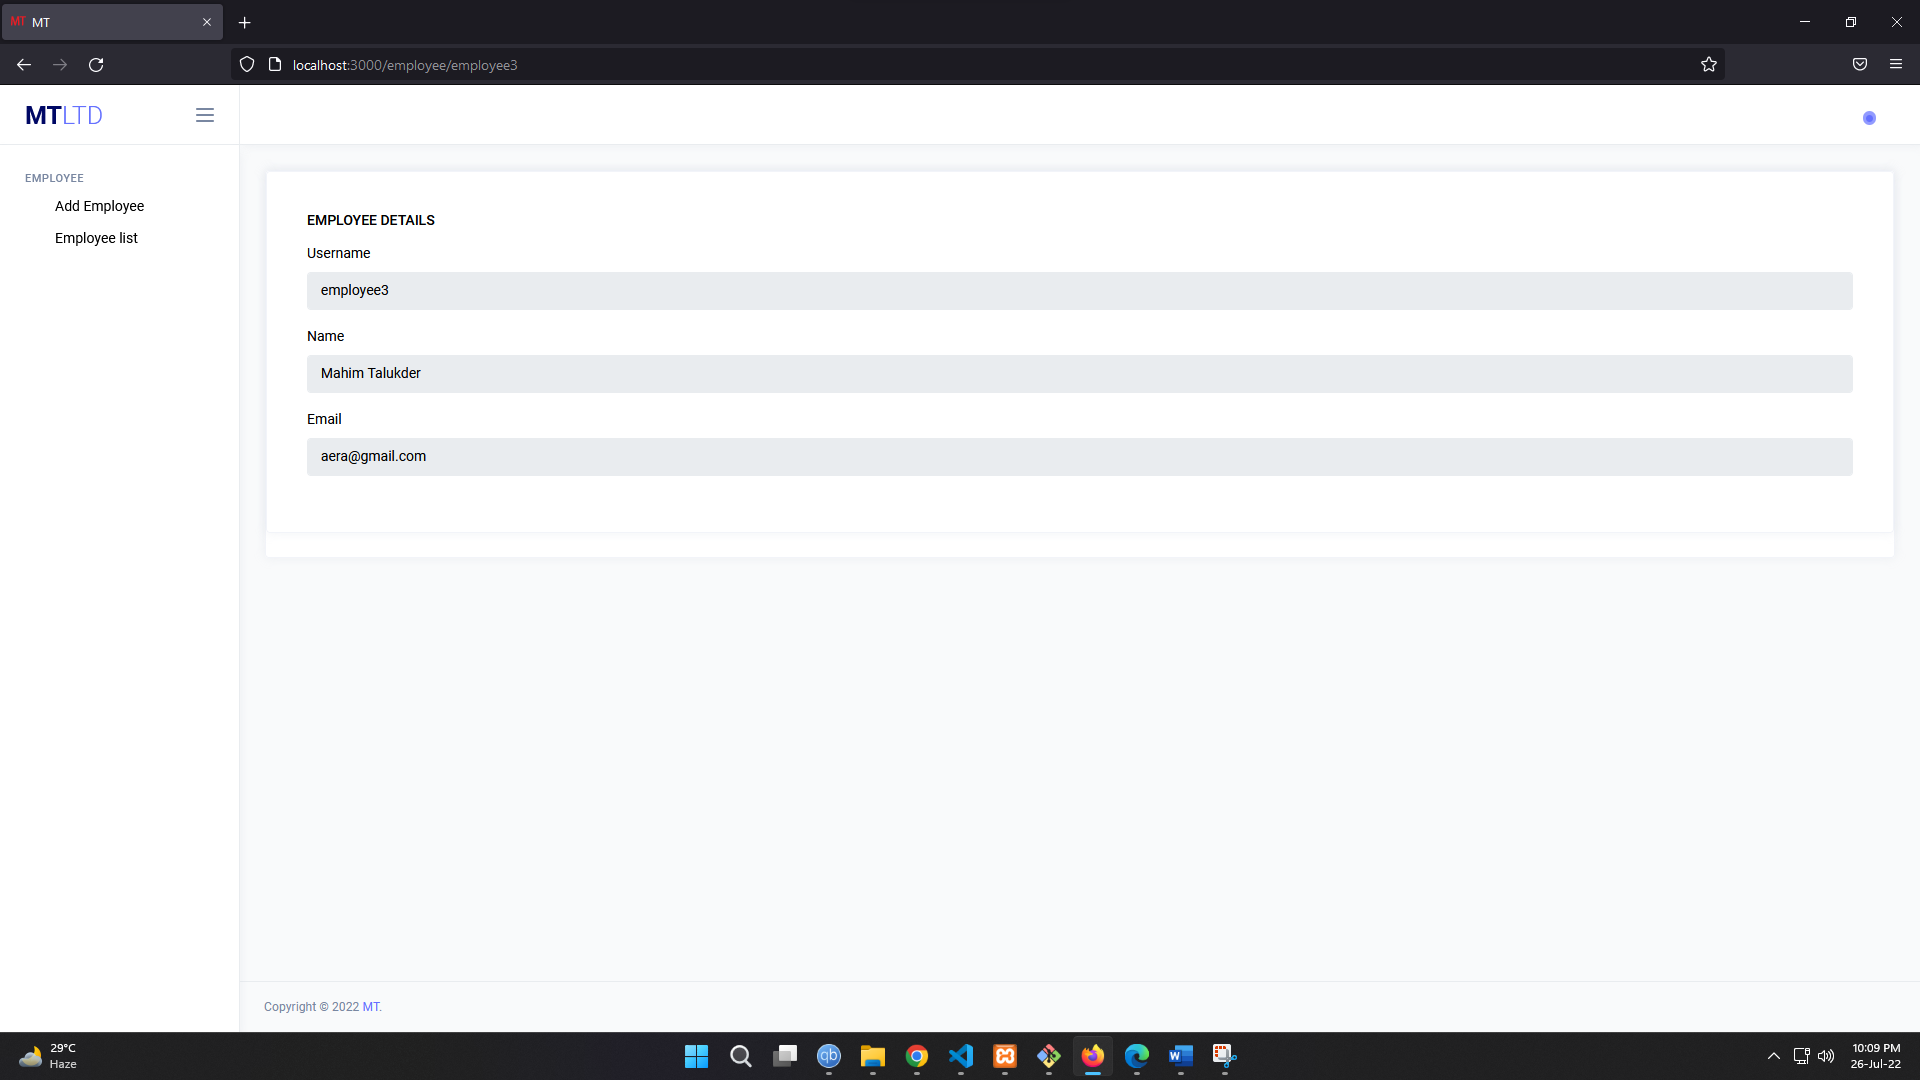 MT MT
localhost:3000/employee/employee3
MTLTD
EMPLOYEE
Add Employee
Employee list
EMPLOYEE DETAILS
Username
employee3
Name
Mahim Talukder
Email
aera@gmail.com
Copyright © 2022 MT.
29°C
Haze
qb
W
10:09 PM
26-Jul-22